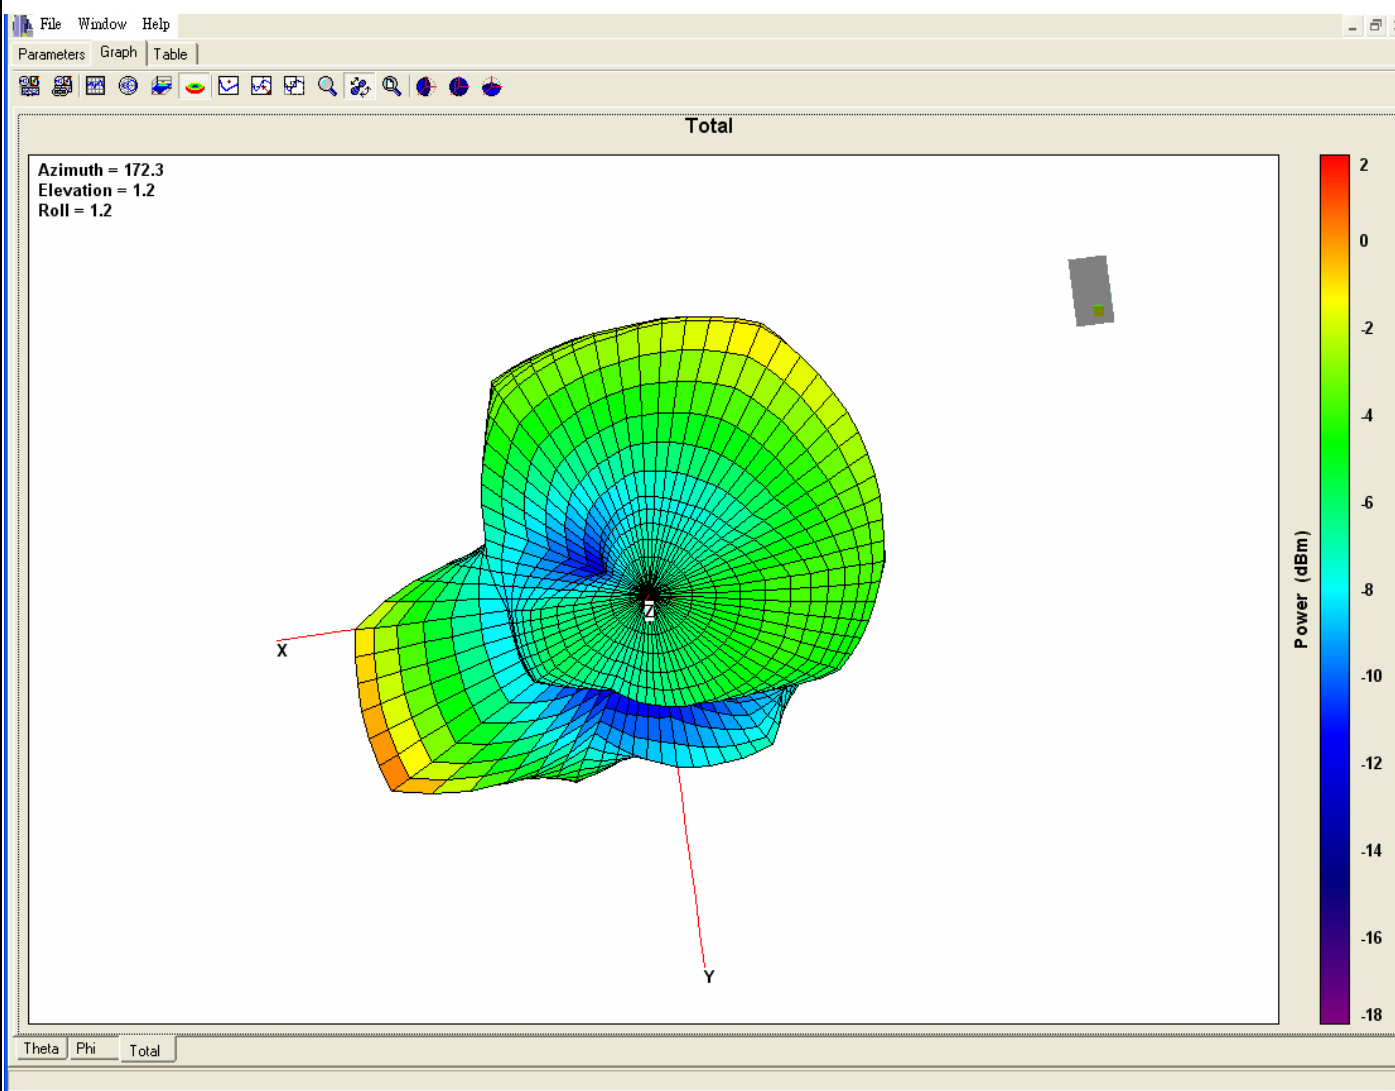 File Window Help
Parameters Graph Table
Total
Azimuth = 172.3
Elevation = 1.2
Roll = 1.2
X
Y
Z
2
0
-2
-4
-6
-8
-10
-12
-14
-16
-18
Power (dBm)
Theta Phi Total